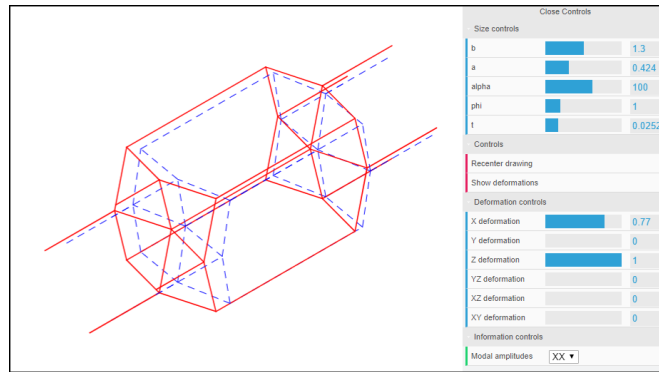 Close Controls
Size controls
b 1.3
a 0.424
alpha 100
phi 1
t 0.0252
Controls
Recenter drawing
Show deformations
Deformation controls
X deformation 0.77
Y deformation 0
Z deformation 1
YZ deformation 0
XZ deformation 0
XY deformation 0
Information controls
Modal amplitudes XX ▾